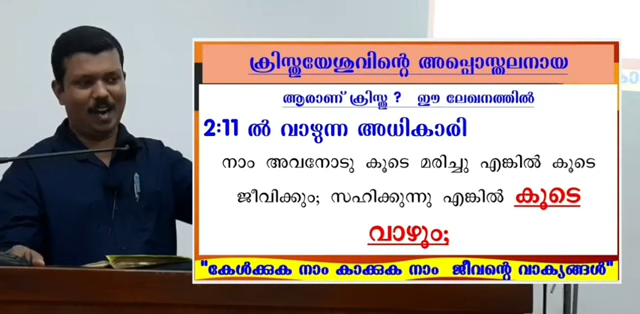 ക്രിസ്തുയേശുവിന്റെ അപ്പൊസ്തലനായ
ആരാണ് ക്രിസ്തു ? ഈ ലേഖനത്തിൽ
2:11 ൽ വാഴുന്ന അധികാരി
നാം അവനോടു കൂടെ മരിച്ചു എങ്കിൽ കൂടെ
ജീവിക്കും; സഹിക്കുന്നു എങ്കിൽ കൂടെ
വാഴും;
"കേൾക്കുക നാം കാക്കുക നാം ജീവന്റെ വാക്യങ്ങൾ"